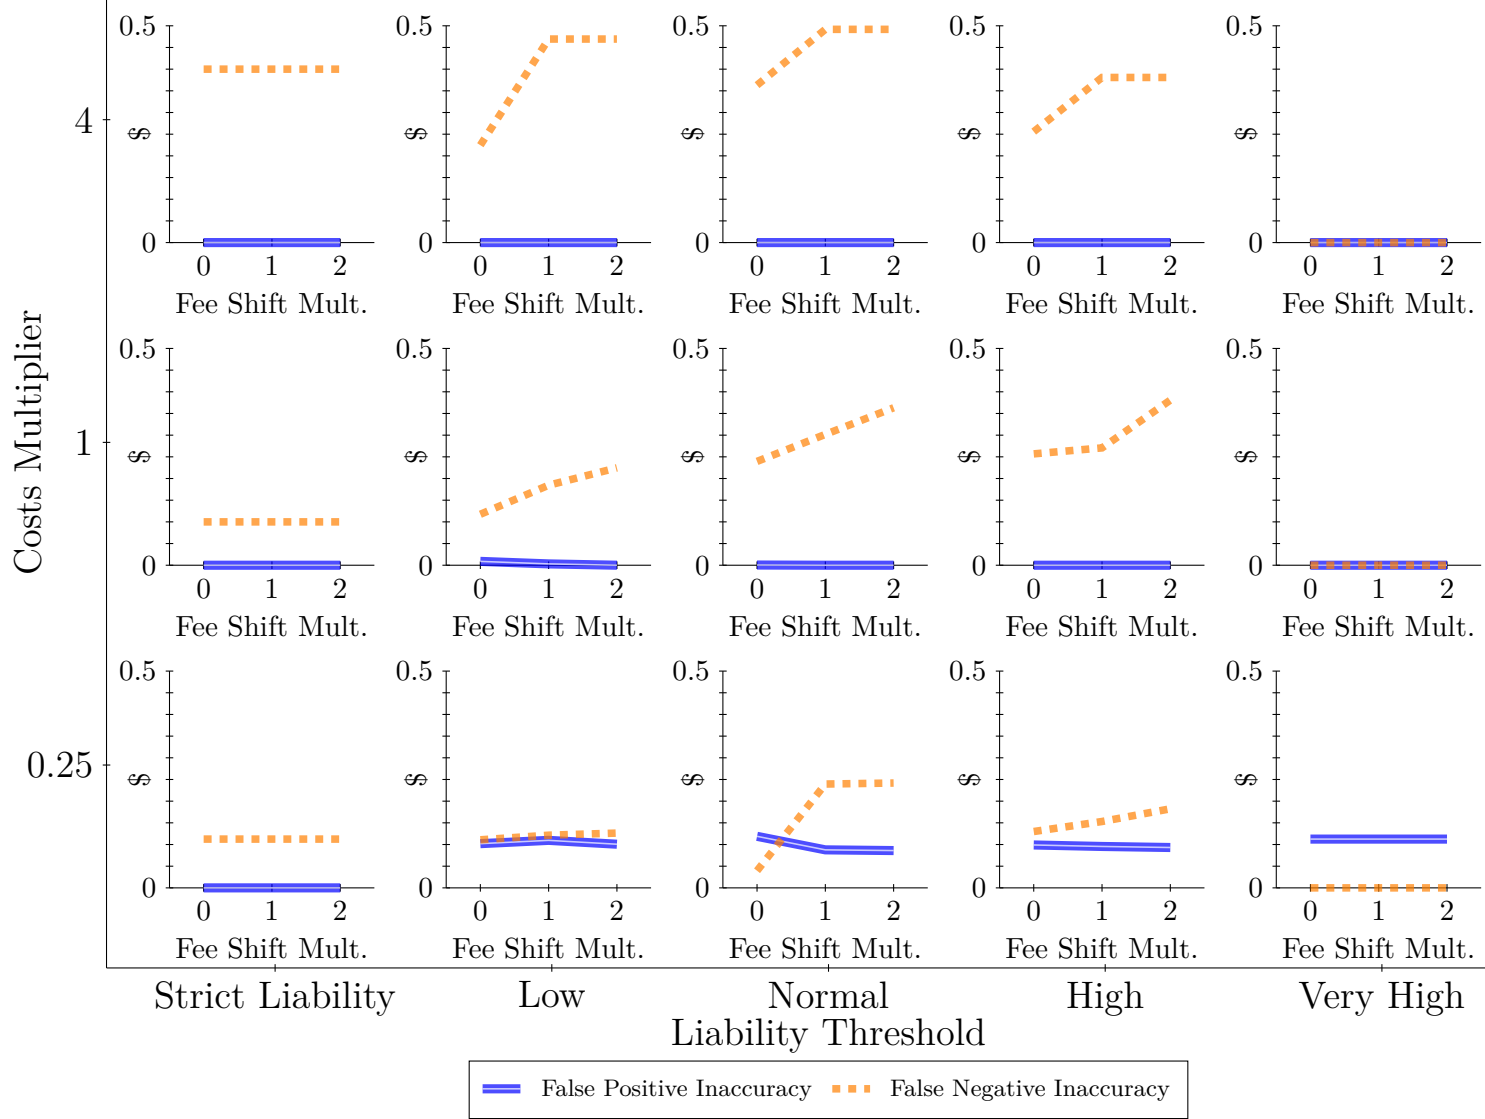 Costs Multiplier
4
0.5 0.5 0.5 0.5 0.5
$ $ $ $ $
0 0 0 0 0
0 1 2 0 1 2 0 1 2 0 1 2 0 1 2
Fee Shift Mult. Fee Shift Mult. Fee Shift Mult. Fee Shift Mult. Fee Shift Mult.
1
0.5 0.5 0.5 0.5 0.5
$ $ $ $ $
0 0 0 0 0
0 1 2 0 1 2 0 1 2 0 1 2 0 1 2
Fee Shift Mult. Fee Shift Mult. Fee Shift Mult. Fee Shift Mult. Fee Shift Mult.
0.25
0.5 0.5 0.5 0.5 0.5
$ $ $ $ $
0 0 0 0 0
0 1 2 0 1 2 0 1 2 0 1 2 0 1 2
Fee Shift Mult. Fee Shift Mult. Fee Shift Mult. Fee Shift Mult. Fee Shift Mult.
Strict Liability Low Normal High Very High
Liability Threshold
False Positive Inaccuracy False Negative Inaccuracy